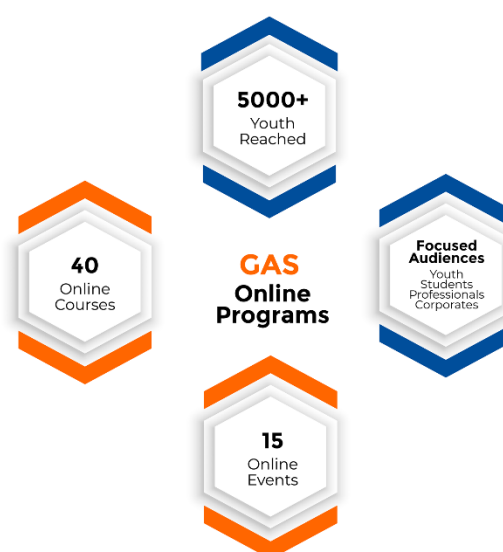 5000+
Youth
Reached
40
Online
Courses
GAS
Online
Programs
Focused
Audiences
Youth
Students
Professionals
Corporates
15
Online
Events